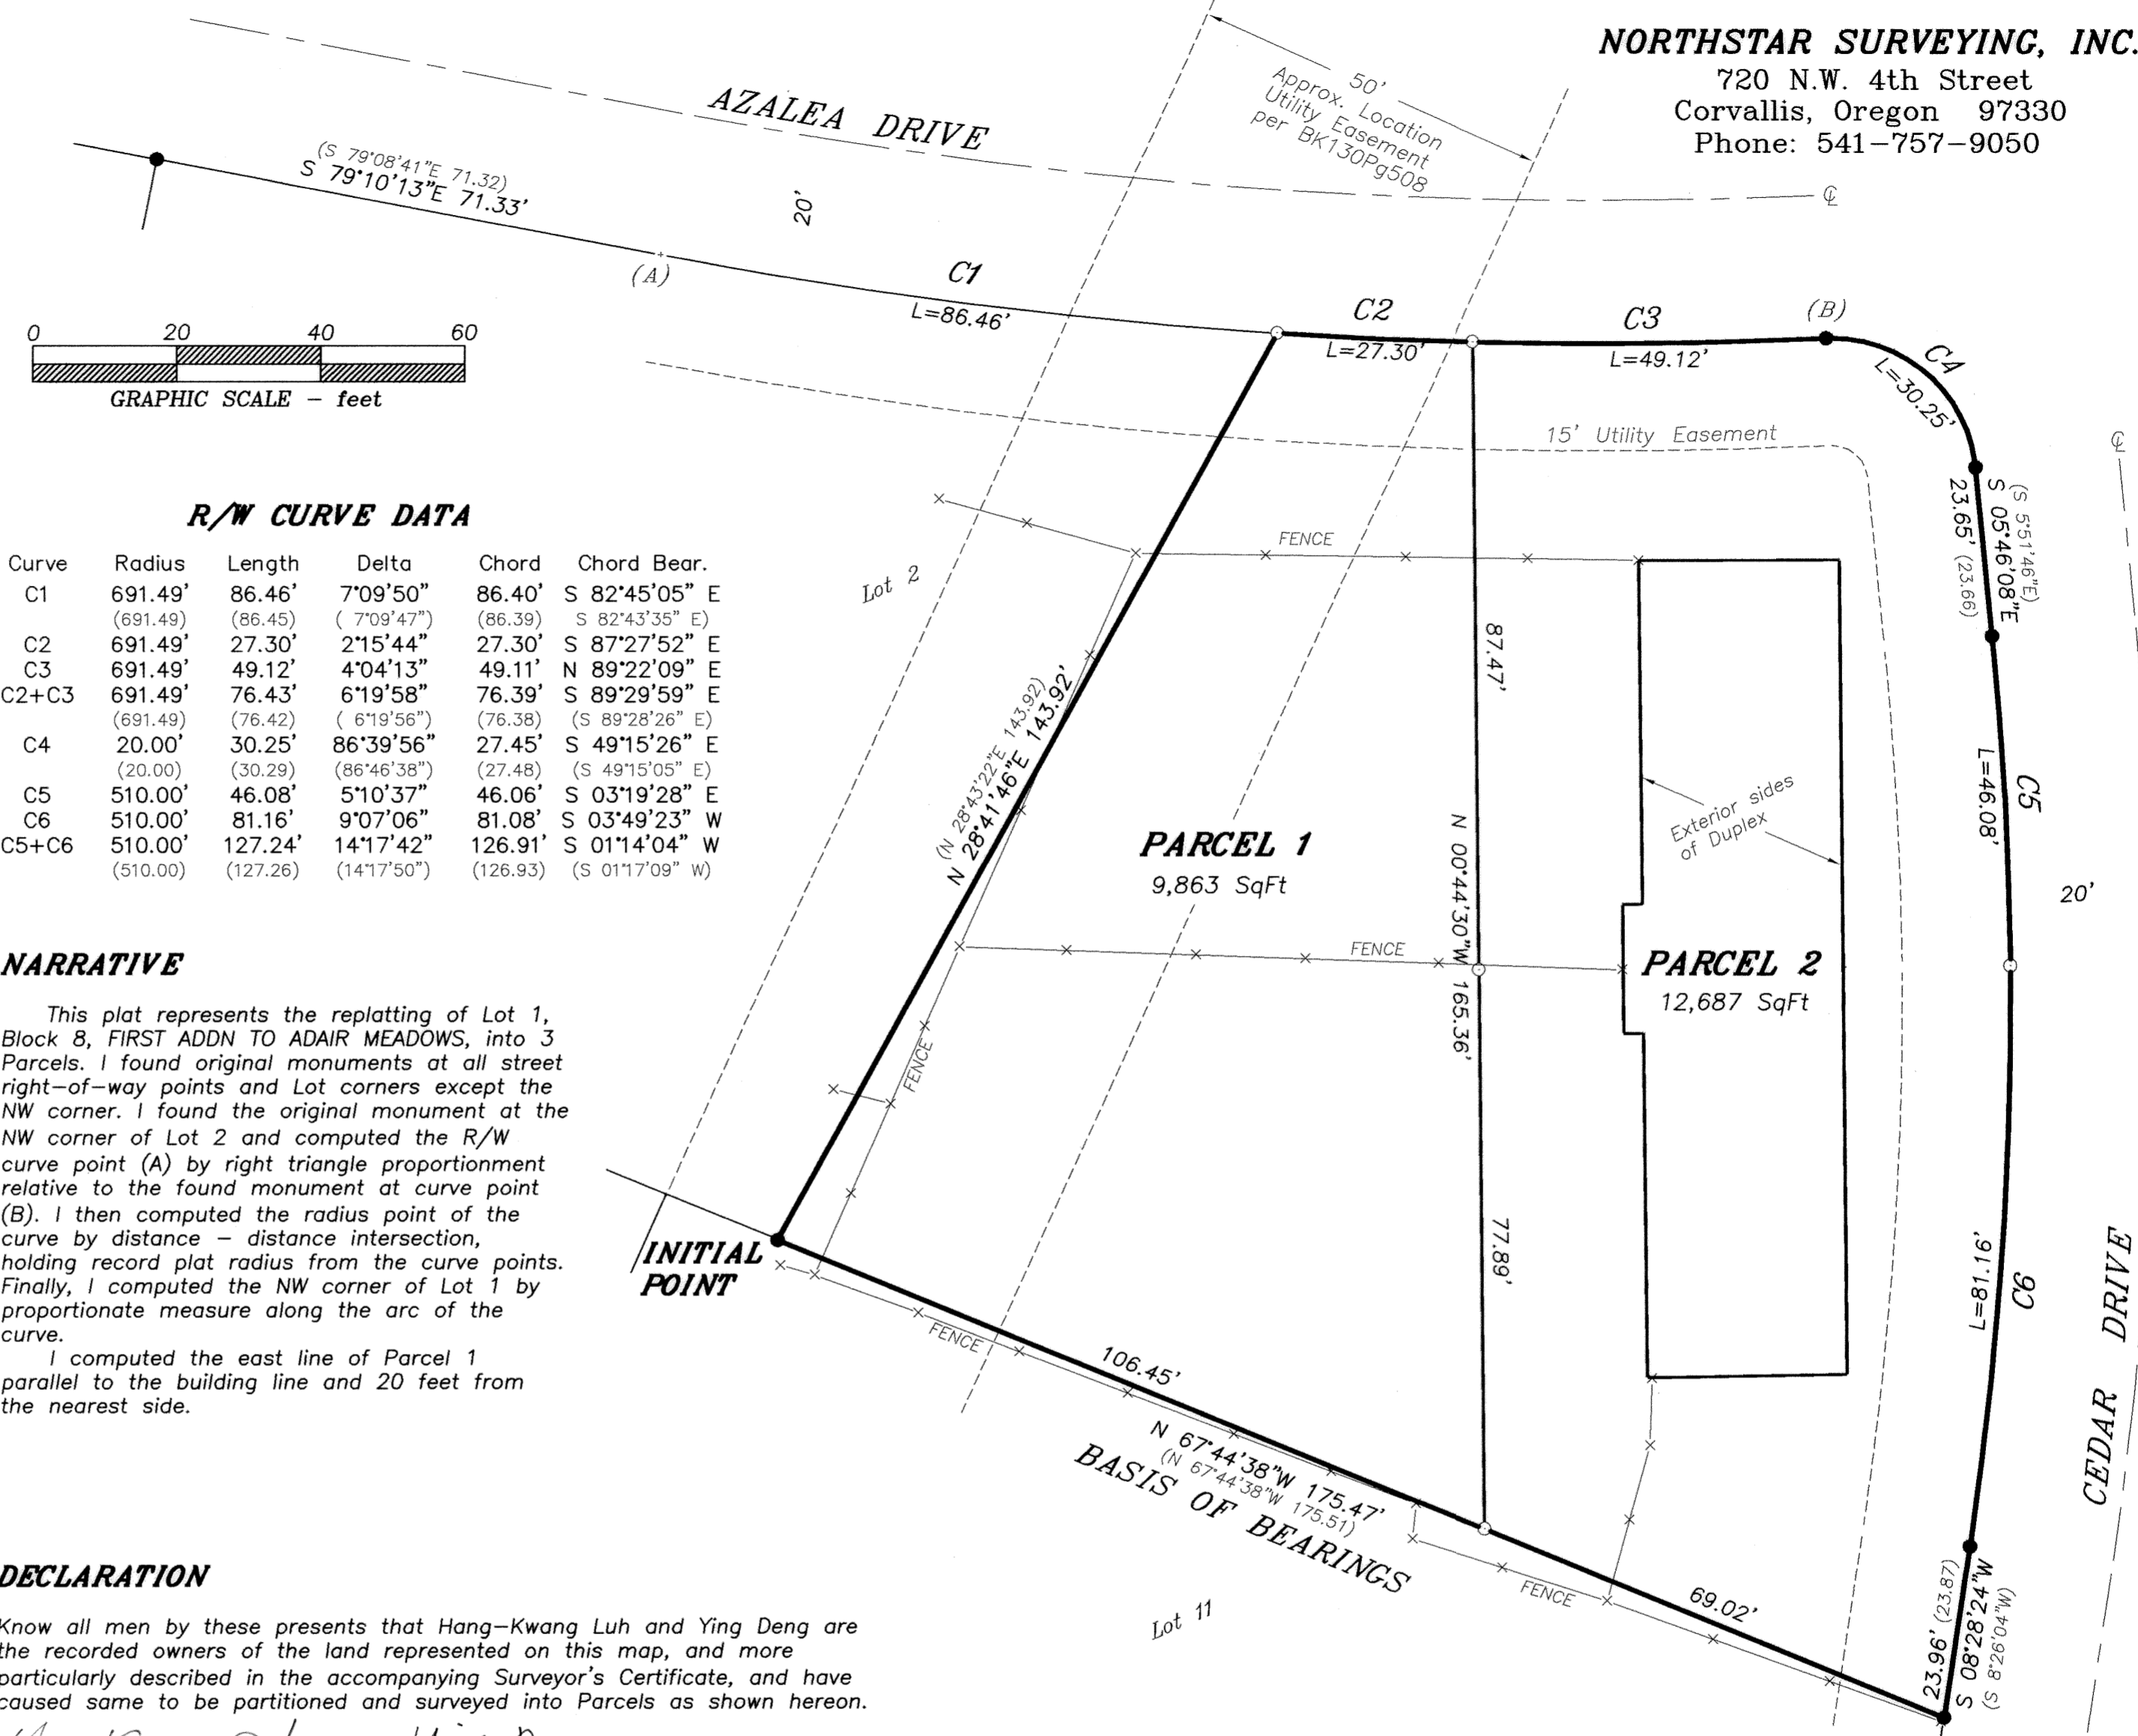 NORTHSTAR SURVEYING, INC.
720 N.W. 4th Street
Corvallis, Oregon 97330
Phone: 541-757-9050
AZALEA DRIVE
50'
Approx. Location
Utility Easement
per BK130Pg508
℄
(S 79°08'41"E 71.32)
S 79°10'13"E 71.33'
20'
(A)
C1
L=86.46'
C2
L=27.30'
C3
L=49.12'
(B)
C4
L=30.25'
0 20 40 60
GRAPHIC SCALE - feet
15' Utility Easement
℄
(S 5°51'46"E)
S 05°46'08"E
23.65' (23.66)
R/W CURVE DATA
Curve Radius Length Delta Chord Chord Bear.
C1 691.49' 86.46' 7°09'50" 86.40' S 82°45'05" E
(691.49) (86.45) ( 7°09'47") (86.39) S 82°43'35" E)
C2 691.49' 27.30' 2°15'44" 27.30' S 87°27'52" E
C3 691.49' 49.12' 4°04'13" 49.11' N 89°22'09" E
C2+C3 691.49' 76.43' 6°19'58" 76.39' S 89°29'59" E
(691.49) (76.42) ( 6°19'56") (76.38) (S 89°28'26" E)
C4 20.00' 30.25' 86°39'56" 27.45' S 49°15'26" E
(20.00) (30.29) (86°46'38") (27.48) (S 49°15'05" E)
C5 510.00' 46.08' 5°10'37" 46.06' S 03°19'28" E
C6 510.00' 81.16' 9°07'06" 81.08' S 03°49'23" W
C5+C6 510.00' 127.24' 14°17'42" 126.91' S 01°14'04" W
(510.00) (127.26) (14°17'50") (126.93) (S 01°17'09" W)
Lot 2
FENCE
87.47'
(N 28°43'22"E 143.92)
N 28°41'46"E 143.92'
PARCEL 1
9,863 SqFt
N 00°44'30"W 165.36'
Exterior sides
of Duplex
C5
L=46.08'
20'
FENCE
PARCEL 2
12,687 SqFt
FENCE
77.89'
C6
L=81.16'
CEDAR DRIVE
INITIAL
POINT
FENCE
106.45'
N 67°44'38"W 175.47'
(N 67°44'38"W 175.51)
BASIS OF BEARINGS
FENCE
69.02'
23.96' (23.87)
S 08°28'24"W
(S 8°26'04"W)
Lot 11
NARRATIVE
This plat represents the replatting of Lot 1,
Block 8, FIRST ADDN TO ADAIR MEADOWS, into 3
Parcels. I found original monuments at all street
right-of-way points and Lot corners except the
NW corner. I found the original monument at the
NW corner of Lot 2 and computed the R/W
curve point (A) by right triangle proportionment
relative to the found monument at curve point
(B). I then computed the radius point of the
curve by distance - distance intersection,
holding record plat radius from the curve points.
Finally, I computed the NW corner of Lot 1 by
proportionate measure along the arc of the
curve.
I computed the east line of Parcel 1
parallel to the building line and 20 feet from
the nearest side.
DECLARATION
Know all men by these presents that Hang-Kwang Luh and Ying Deng are
the recorded owners of the land represented on this map, and more
particularly described in the accompanying Surveyor's Certificate, and have
caused same to be partitioned and surveyed into Parcels as shown hereon.